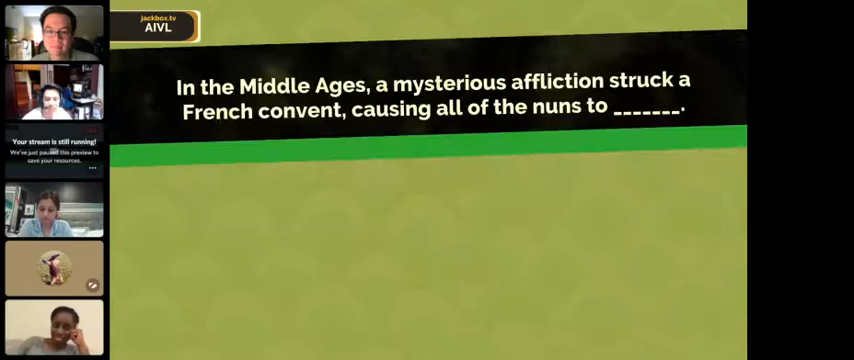 jackbox.tv
AIVL
In the Middle Ages, a mysterious affliction struck a
French convent, causing all of the nuns to _______.
Your stream is still running!
We've just paused this preview to
save your resources.